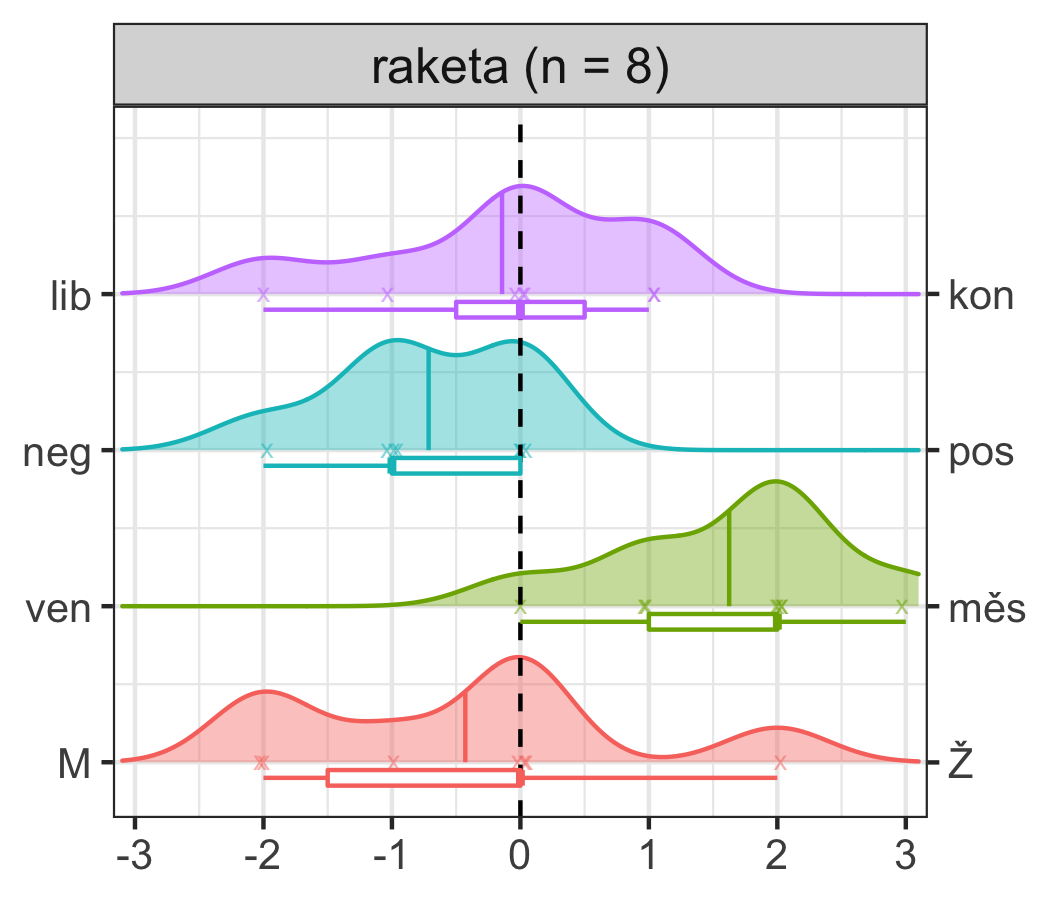 raketa (n = 8)
lib kon
neg pos
ven měs
M Ž
-3 -2 -1 0 1 2 3